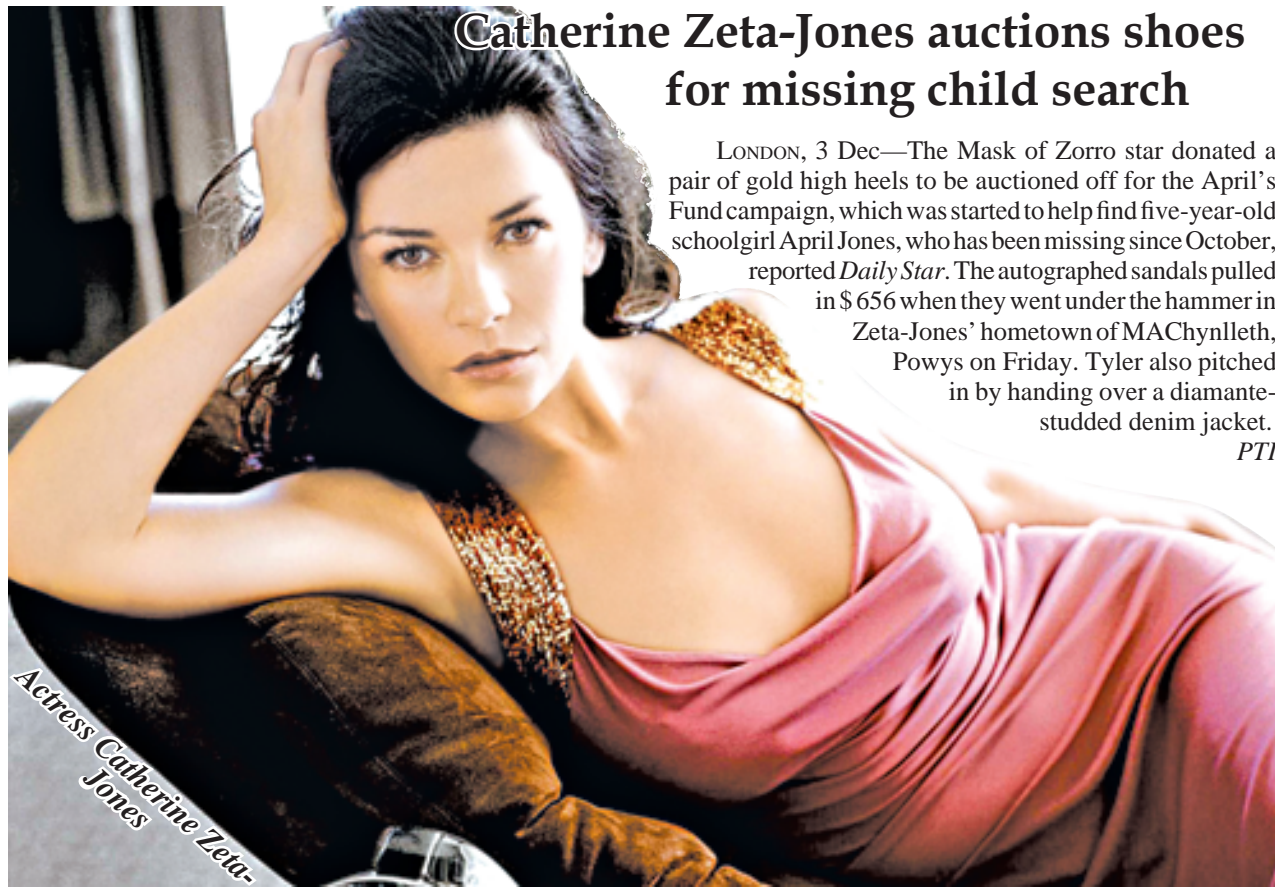 Catherine Zeta-Jones auctions shoes
for missing child search
LONDON, 3 Dec—The Mask of Zorro star donated a
pair of gold high heels to be auctioned off for the April's
Fund campaign, which was started to help find five-year-old
schoolgirl April Jones, who has been missing since October,
reported Daily Star. The autographed sandals pulled
in $ 656 when they went under the hammer in
Zeta-Jones' hometown of MAChynlleth,
Powys on Friday. Tyler also pitched
in by handing over a diamante-
studded denim jacket.
PTI
Actress Catherine Zeta-
Jones